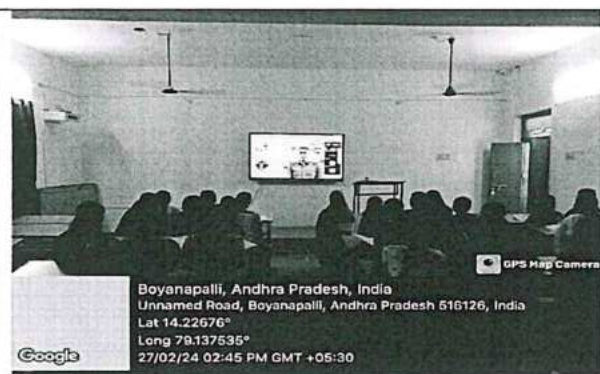 GPS Map Camera
Boyanapalli, Andhra Pradesh, India
Unnamed Road, Boyanapalli, Andhra Pradesh 516126, India
Lat 14.22676°
Long 79.137535°
27/02/24 02:45 PM GMT +05:30
Google